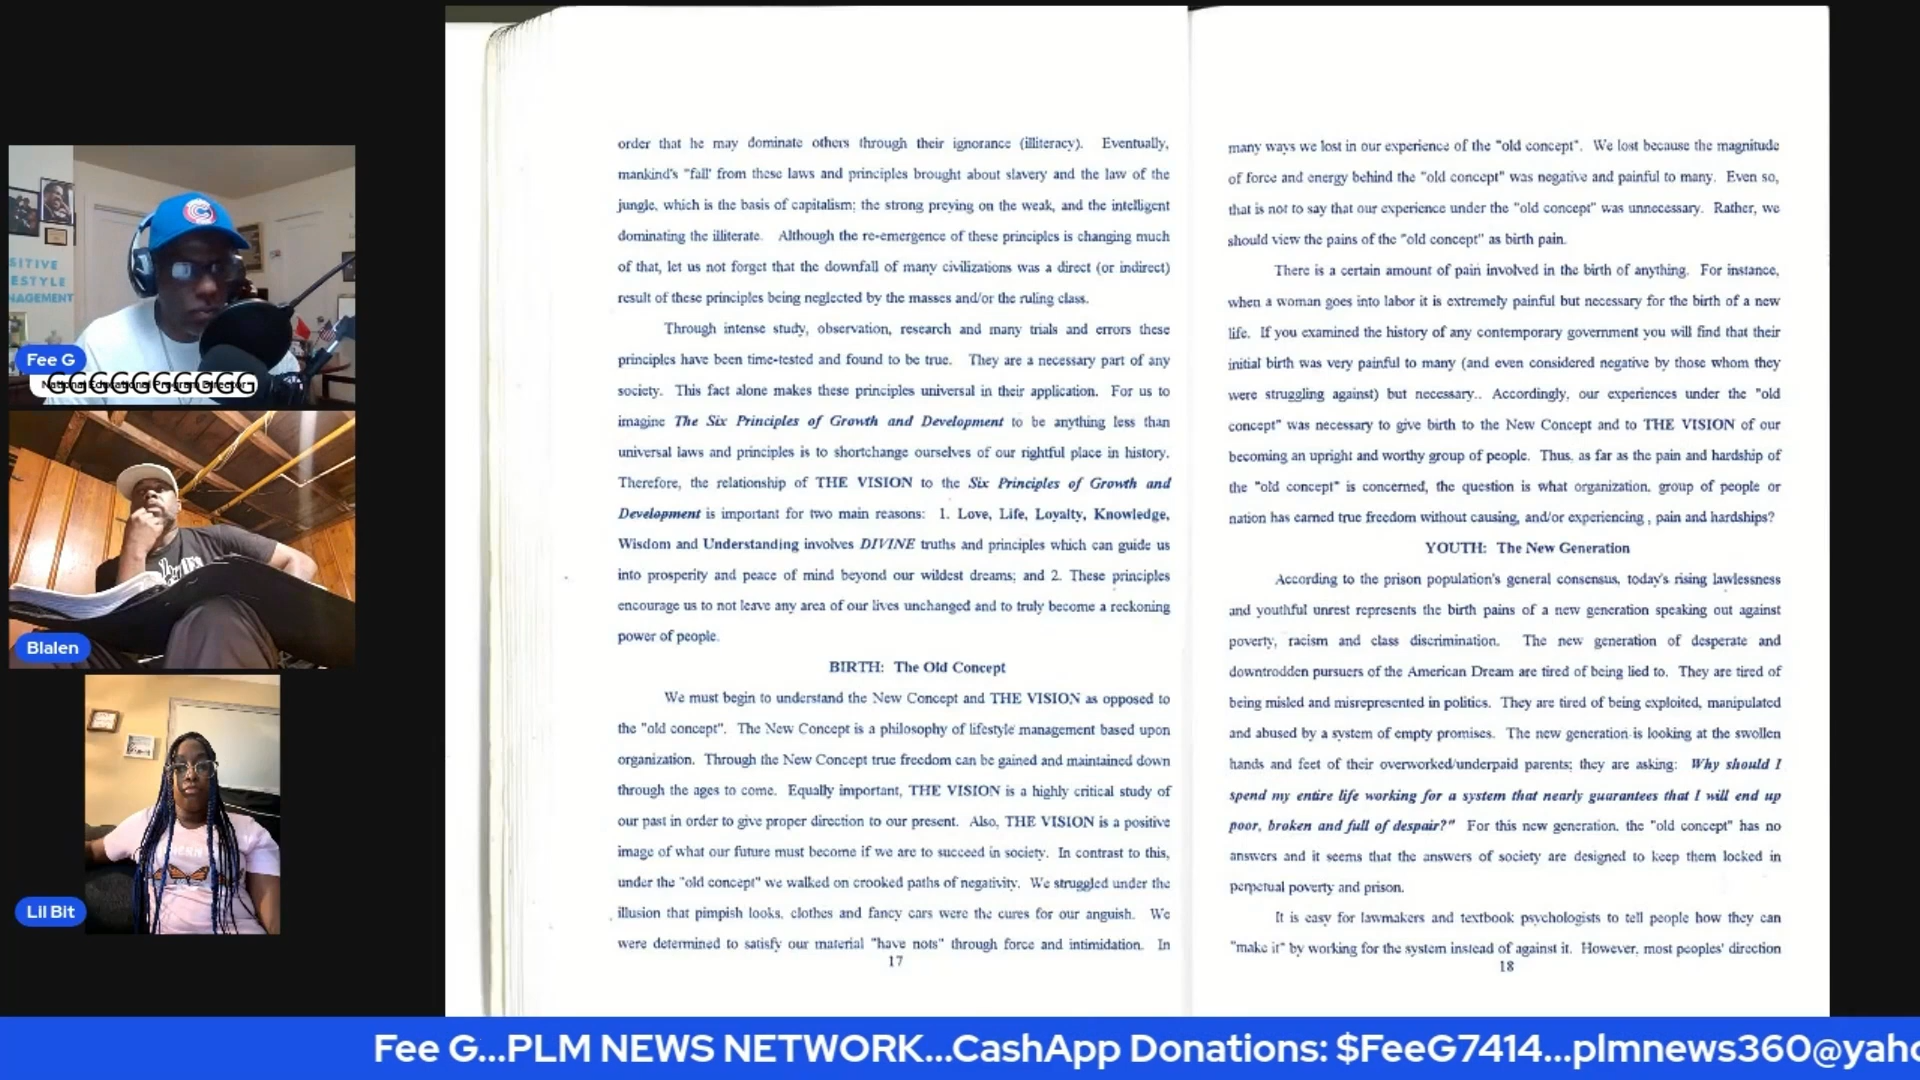 SITIVE
ESTYLE
NAGEMENT
Fee G
National Educational Program Director
GGGGGGGGGG
Blalen
Lil Bit
order that he may dominate others through their ignorance (illiteracy). Eventually,
mankind's "fall' from these laws and principles brought about slavery and the law of the
jungle, which is the basis of capitalism; the strong preying on the weak, and the intelligent
dominating the illiterate. Although the re-emergence of these principles is changing much
of that, let us not forget that the downfall of many civilizations was a direct (or indirect)
result of these principles being neglected by the masses and/or the ruling class.
Through intense study, observation, research and many trials and errors these
principles have been time-tested and found to be true. They are a necessary part of any
society. This fact alone makes these principles universal in their application. For us to
imagine The Six Principles of Growth and Development to be anything less than
universal laws and principles is to shortchange ourselves of our rightful place in history.
Therefore, the relationship of THE VISION to the Six Principles of Growth and
Development is important for two main reasons: 1. Love, Life, Loyalty, Knowledge,
Wisdom and Understanding involves DIVINE truths and principles which can guide us
into prosperity and peace of mind beyond our wildest dreams; and 2. These principles
encourage us to not leave any area of our lives unchanged and to truly become a reckoning
power of people.
BIRTH: The Old Concept
We must begin to understand the New Concept and THE VISION as opposed to
the "old concept". The New Concept is a philosophy of lifestyle management based upon
organization. Through the New Concept true freedom can be gained and maintained down
through the ages to come. Equally important, THE VISION is a highly critical study of
our past in order to give proper direction to our present. Also, THE VISION is a positive
image of what our future must become if we are to succeed in society. In contrast to this,
under the "old concept" we walked on crooked paths of negativity. We struggled under the
illusion that pimpish looks, clothes and fancy cars were the cures for our anguish. We
were determined to satisfy our material "have nots" through force and intimidation. In
17
many ways we lost in our experience of the "old concept". We lost because the magnitude
of force and energy behind the "old concept" was negative and painful to many. Even so,
that is not to say that our experience under the "old concept" was unnecessary. Rather, we
should view the pains of the "old concept" as birth pain.
There is a certain amount of pain involved in the birth of anything. For instance,
when a woman goes into labor it is extremely painful but necessary for the birth of a new
life. If you examined the history of any contemporary government you will find that their
initial birth was very painful to many (and even considered negative by those whom they
were struggling against) but necessary.. Accordingly, our experiences under the "old
concept" was necessary to give birth to the New Concept and to THE VISION of our
becoming an upright and worthy group of people. Thus, as far as the pain and hardship of
the "old concept" is concerned, the question is what organization, group of people or
nation has earned true freedom without causing, and/or experiencing , pain and hardships?
YOUTH: The New Generation
According to the prison population's general consensus, today's rising lawlessness
and youthful unrest represents the birth pains of a new generation speaking out against
poverty, racism and class discrimination. The new generation of desperate and
downtrodden pursuers of the American Dream are tired of being lied to. They are tired of
being misled and misrepresented in politics. They are tired of being exploited, manipulated
and abused by a system of empty promises. The new generation is looking at the swollen
hands and feet of their overworked/underpaid parents; they are asking: Why should I
spend my entire life working for a system that nearly guarantees that I will end up
poor, broken and full of despair?" For this new generation, the "old concept" has no
answers and it seems that the answers of society are designed to keep them locked in
perpetual poverty and prison.
It is easy for lawmakers and textbook psychologists to tell people how they can
"make it" by working for the system instead of against it. However, most peoples' direction
18
Fee G...PLM NEWS NETWORK...CashApp Donations: $FeeG7414...plmnews360@yaho